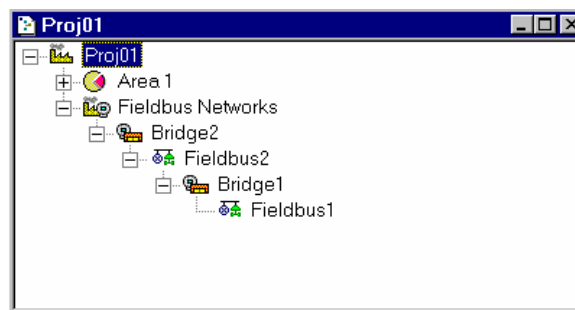 Proj01
Proj01
Area 1
Fieldbus Networks
Bridge2
Fieldbus2
Bridge1
Fieldbus1